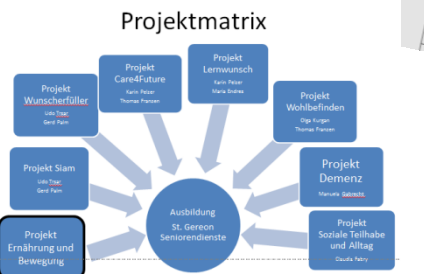 Projektmatrix
Projekt
Ernährung und
Bewegung
Projekt Siam
Udo Traar
Gerd Palm
Projekt
Wunscherfüller
Udo Traar
Gerd Palm
Projekt
Care4Future
Karin Pelzer
Thomas Franzen
Projekt
Lernwunsch
Karin Pelzer
Maria Endres
Projekt
Wohlbefinden
Olga Kurgan
Thomas Franzen
Projekt
Demenz
Manuela
Projekt
Soziale Teilhabe
und Alltag
Claudia Patry
Ausbildung
St. Gereon
Seniorendienste